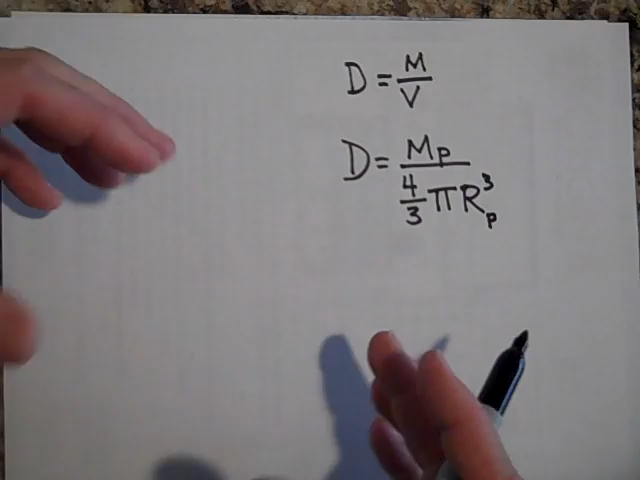 D = M/V
D = Mp / 4/3 π Rp³